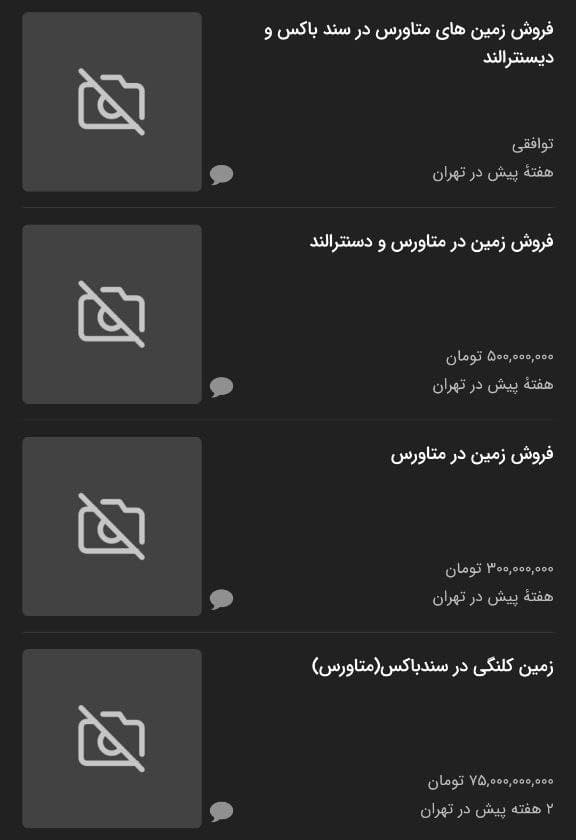 فروش زمین های متاورس در سند باکس و
دیسنترالند
توافقی
هفتهٔ پیش در تهران
فروش زمین در متاورس و دسنترالند
۵۰۰,۰۰۰,۰۰۰ تومان
هفتهٔ پیش در تهران
فروش زمین در متاورس
۳۰۰,۰۰۰,۰۰۰ تومان
هفتهٔ پیش در تهران
زمین کلنگی در سندباکس(متاورس)
۷۵,۰۰۰,۰۰۰,۰۰۰ تومان
۲ هفته پیش در تهران